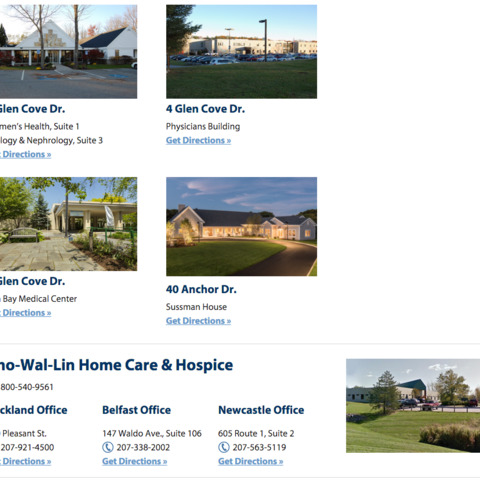 Glen Cove Dr.
men's Health, Suite 1
ology & Nephrology, Suite 3
Directions »
4 Glen Cove Dr.
Physicians Building
Get Directions »
Glen Cove Dr.
Bay Medical Center
Directions »
40 Anchor Dr.
Sussman House
Get Directions »
no-Wal-Lin Home Care & Hospice
800-540-9561
ckland Office
Pleasant St.
207-921-4500
Directions »
Belfast Office
147 Waldo Ave., Suite 106
207-338-2002
Get Directions »
Newcastle Office
605 Route 1, Suite 2
207-563-5119
Get Directions »